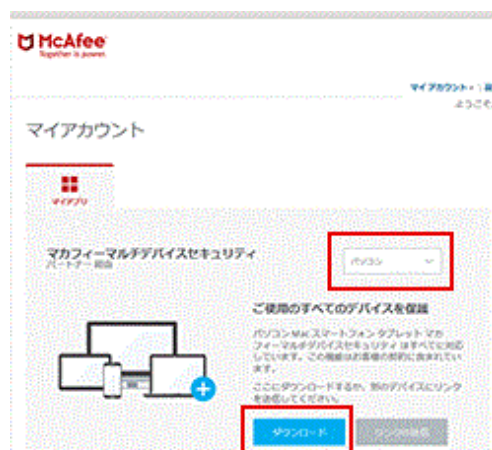 McAfee
Together is power.
マイ アカウント
ようこそ
マイアカウント
マイアプリ
マカフィー マルチデバイスセキュリティ
パートナー 経由
パソコン
ご使用のすべてのデバイスを保護
パソコン Mac スマートフォン タブレット マカ
フィー マルチデバイスセキュリティ はすべてに対応
しています。この機能はお客様の契約に含まれてい
ます。
ここにダウンロードするか、別のデバイスにリンク
を送信してください。
ダウンロード
リンクの送信